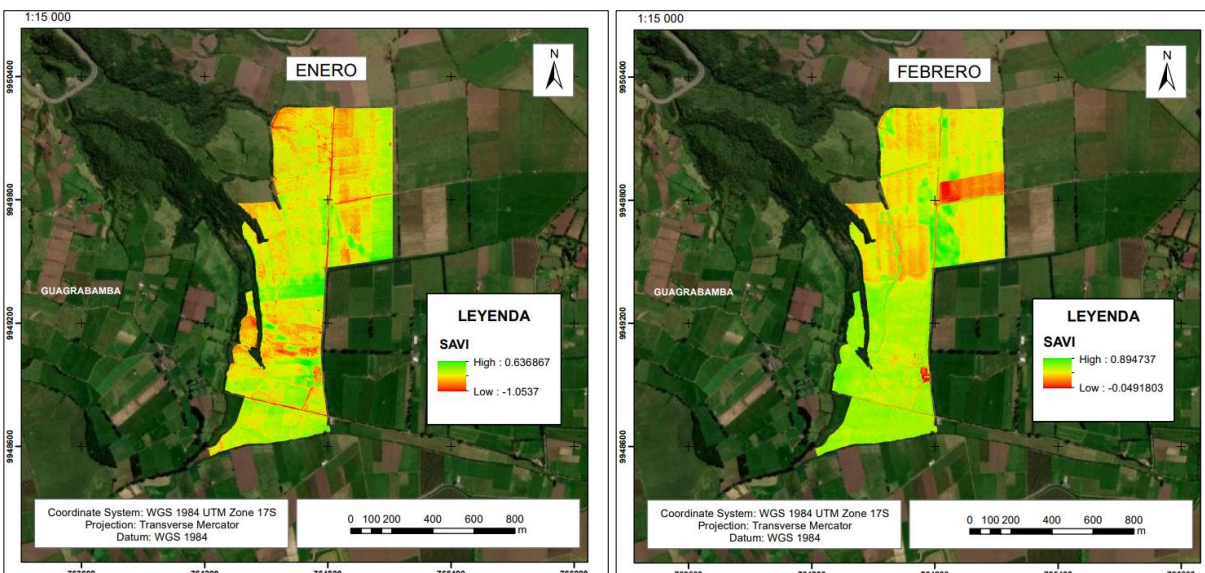 1:15 000
ENERO
N
9950400
9949800
9949200
9948600
GUAGRABAMBA
LEYENDA
SAVI
High : 0.636867
Low : -1.0537
Coordinate System: WGS 1984 UTM Zone 17S
Projection: Transverse Mercator
Datum: WGS 1984
0 100 200 400 600 800
m
1:15 000
FEBRERO
N
9950400
9949800
9949200
9948600
GUAGRABAMBA
LEYENDA
SAVI
High : 0.894737
Low : -0.0491803
Coordinate System: WGS 1984 UTM Zone 17S
Projection: Transverse Mercator
Datum: WGS 1984
0 100 200 400 600 800
m